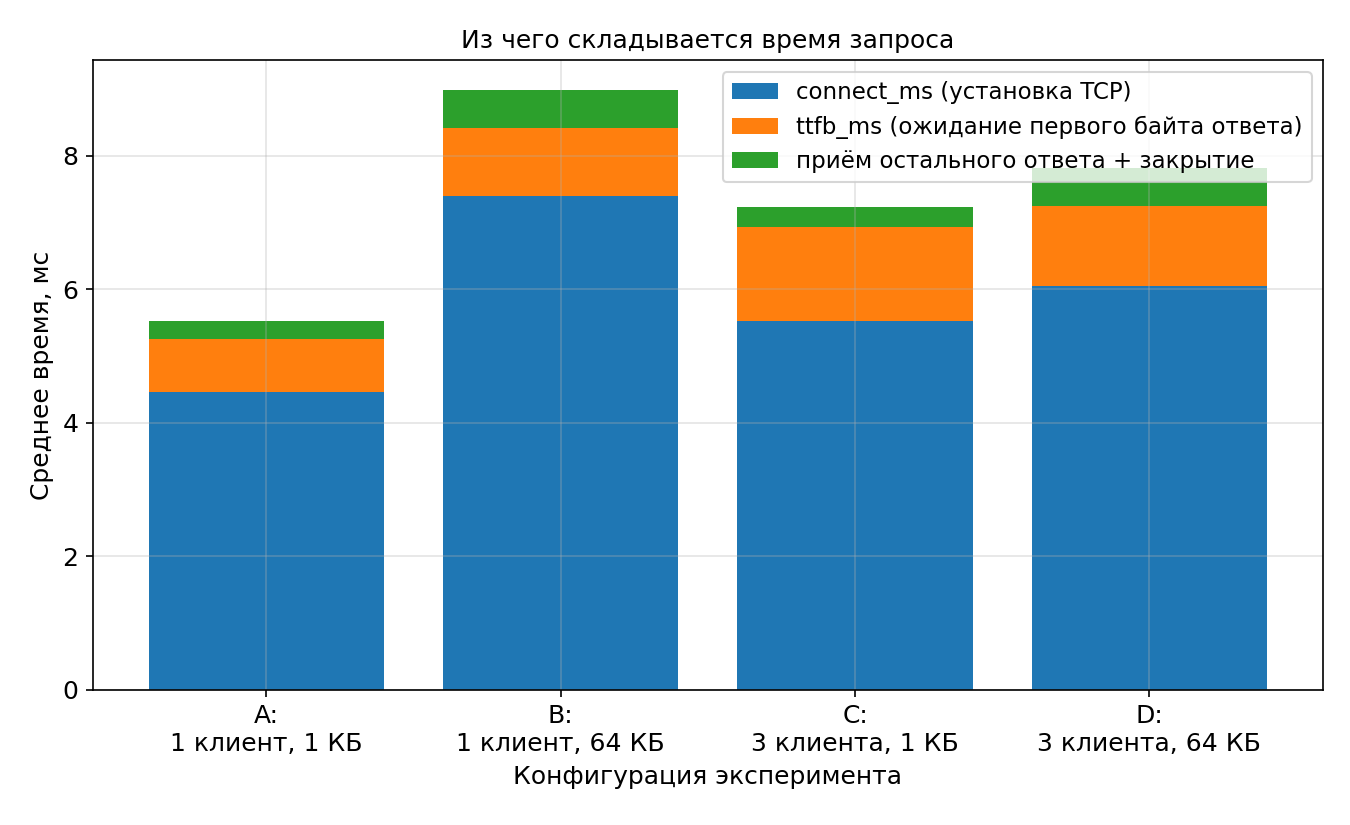 Из чего складывается время запроса
connect_ms (установка TCP)
ttfb_ms (ожидание первого байта ответа)
приём остального ответа + закрытие
Среднее время, мс
8
6
4
2
0
A:
1 клиент, 1 КБ
B:
1 клиент, 64 КБ
C:
3 клиента, 1 КБ
D:
3 клиента, 64 КБ
Конфигурация эксперимента